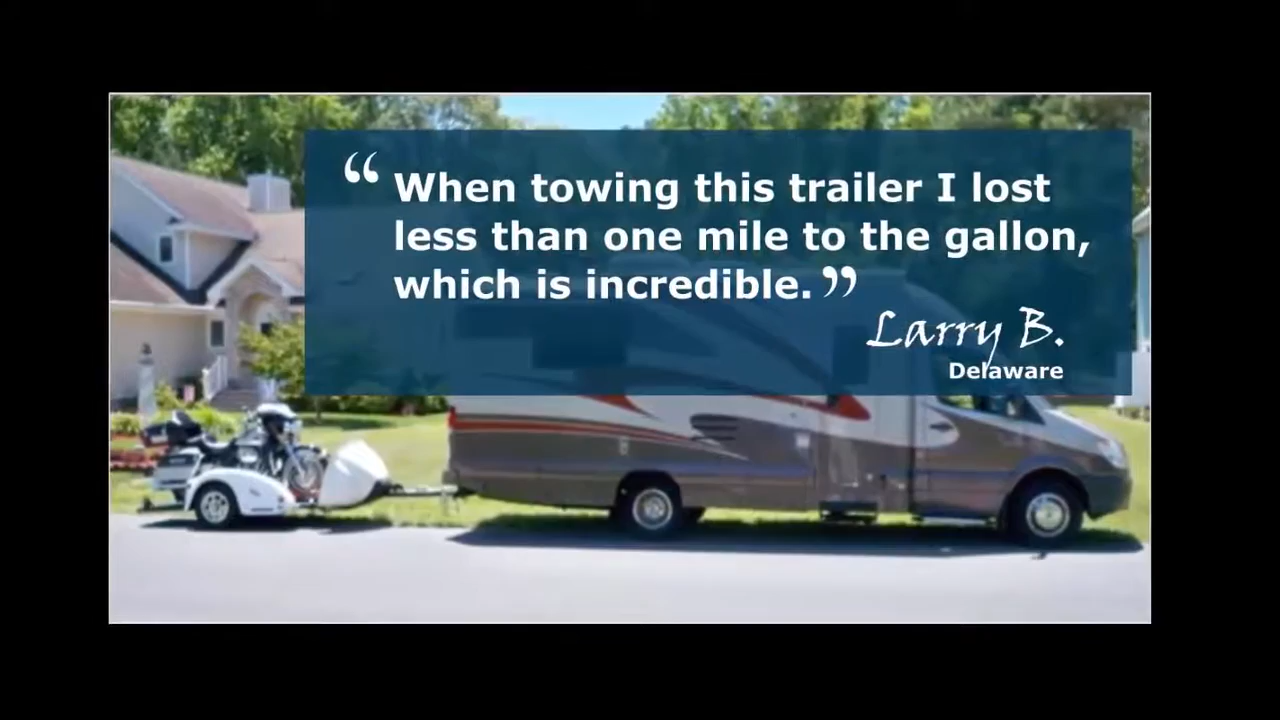 “ When towing this trailer I lost
less than one mile to the gallon,
which is incredible. ”
Larry B.
Delaware